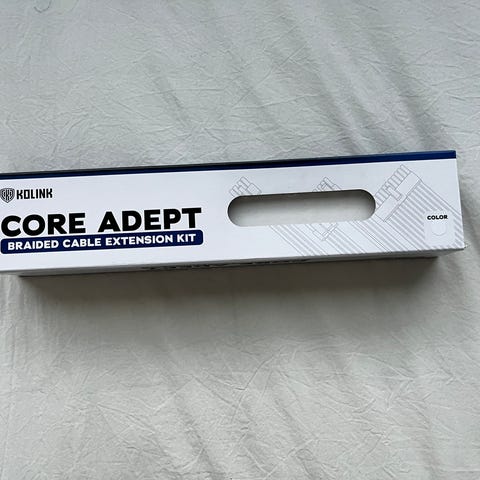 KOLINK
CORE ADEPT
BRAIDED CABLE EXTENSION KIT
COLOR